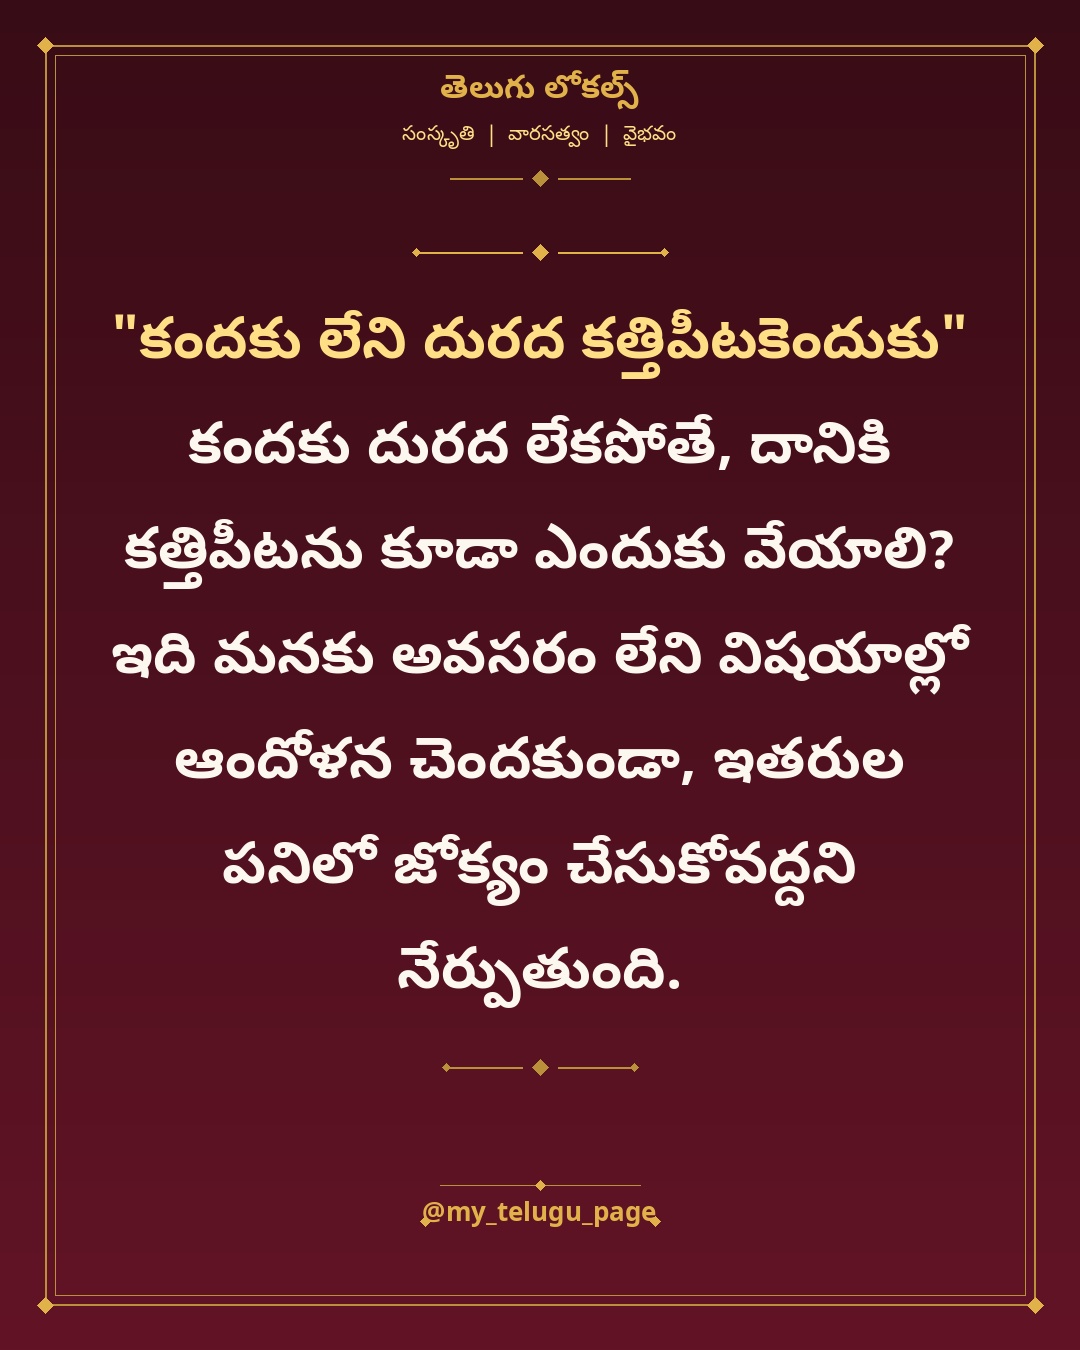 తెలుగు లోకల్స్
సంస్కృతి | వారసత్వం | వైభవం
"కందకు లేని దురద కత్తిపీటకెందుకు"
కందకు దురద లేకపోతే, దానికి
కత్తిపీటను కూడా ఎందుకు వేయాలి?
ఇది మనకు అవసరం లేని విషయాల్లో
ఆందోళన చెందకుండా, ఇతరుల
పనిలో జోక్యం చేసుకోవద్దని
నేర్పుతుంది.
@my_telugu_page